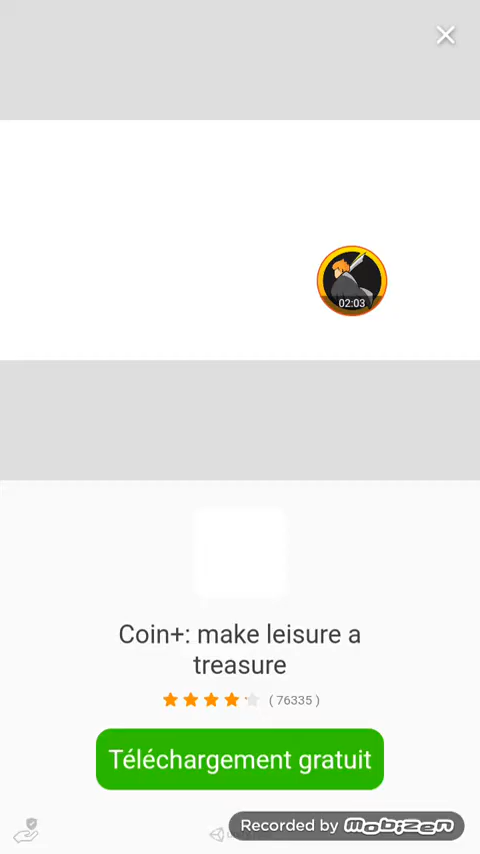 02:03
Coin+: make leisure a
treasure
( 76335 )
Téléchargement gratuit
Recorded by mobizen